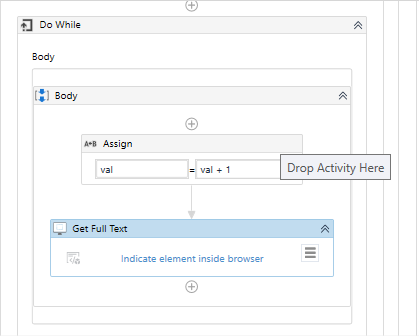 Do While
Body
Body
A+B Assign
val = val + 1
Drop Activity Here
Get Full Text
Indicate element inside browser